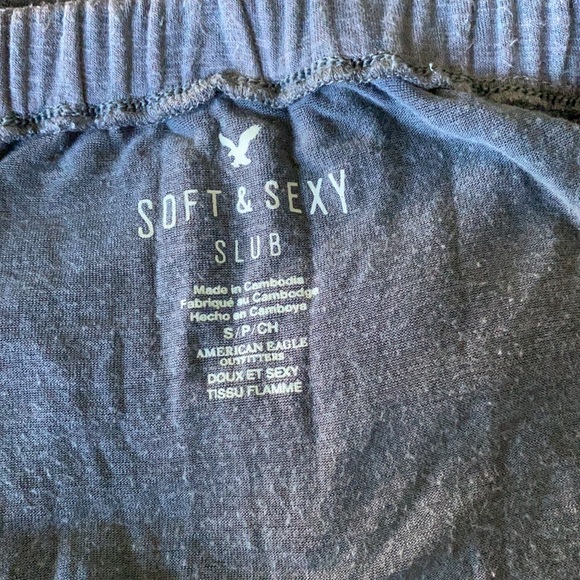 SOFT & SEXY
SLUB
Made in Cambodia
Fabriqué au Cambodge
Hecho en Camboya
S/P/CH
AMERICAN EAGLE
OUTFITTERS
DOUX ET SEXY
TISSU FLAMMÉ